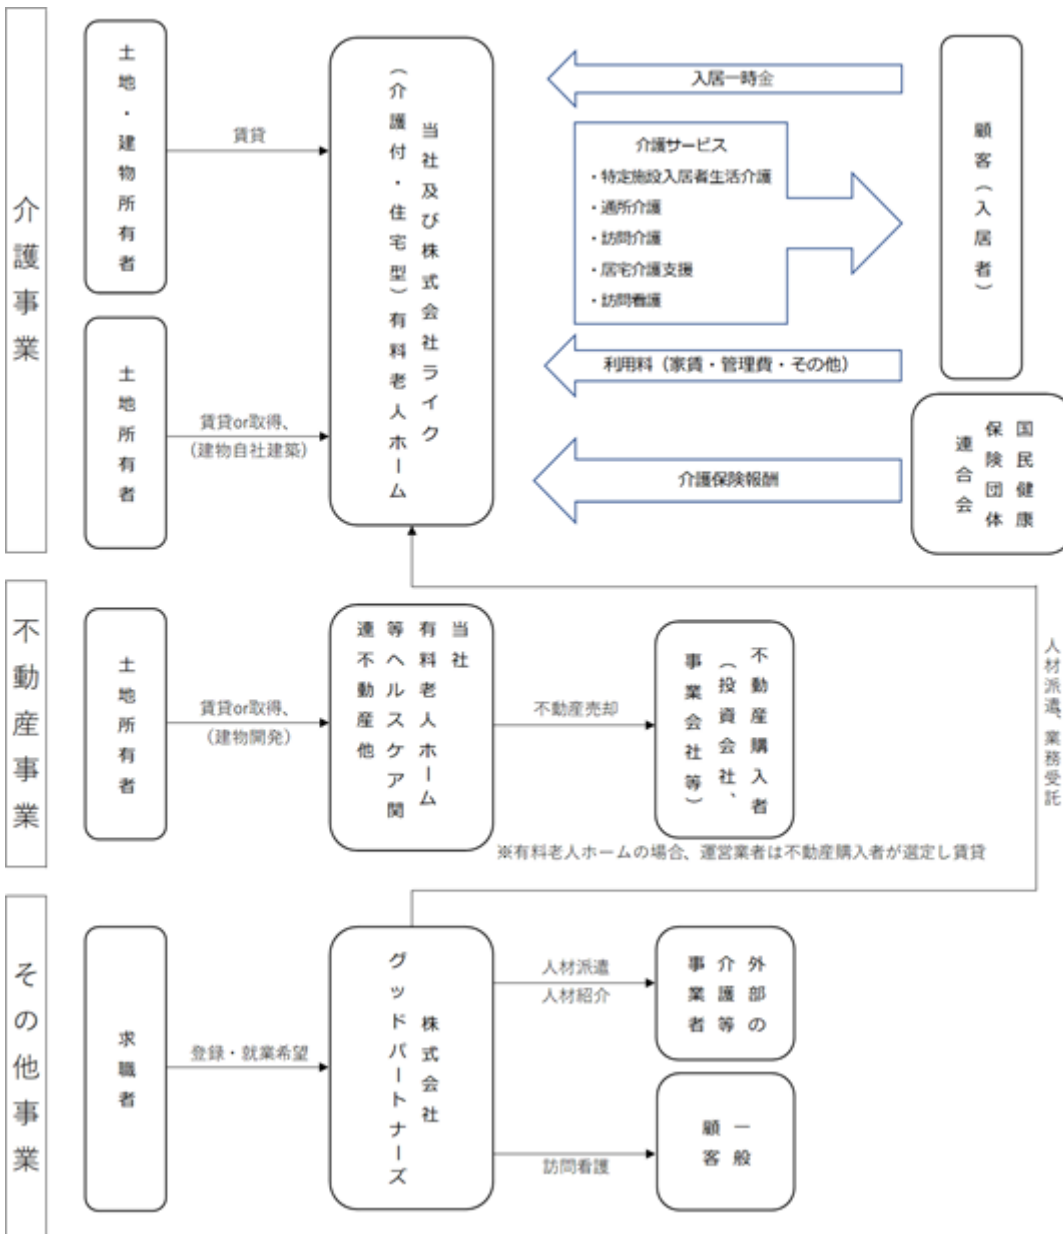 介護事業
土地・建物所有者
賃貸
土地所有者
賃貸or取得、
(建物自社建築)
当社及び株式会社ライク
（介護付・住宅型）有料老人ホーム
入居一時金
介護サービス
・特定施設入居者生活介護
・通所介護
・訪問介護
・居宅介護支援
・訪問看護
利用料（家賃・管理費・その他）
介護保険報酬
顧客（入居者）
国民健康
保険団体
連合会
不動産事業
土地所有者
賃貸or取得、
(建物開発)
当社
有料老人ホーム
等ヘルスケア関
連不動産他
不動産売却
不動産購入者
（投資会社、
事業会社等）
※有料老人ホームの場合、運営業者は不動産購入者が選定し賃貸
人材派遣、業務受託
その他事業
求職者
登録・就業希望
株式会社
グッドパートナーズ
人材派遣
人材紹介
外部の
介護等
事業者
訪問看護
一般
顧客